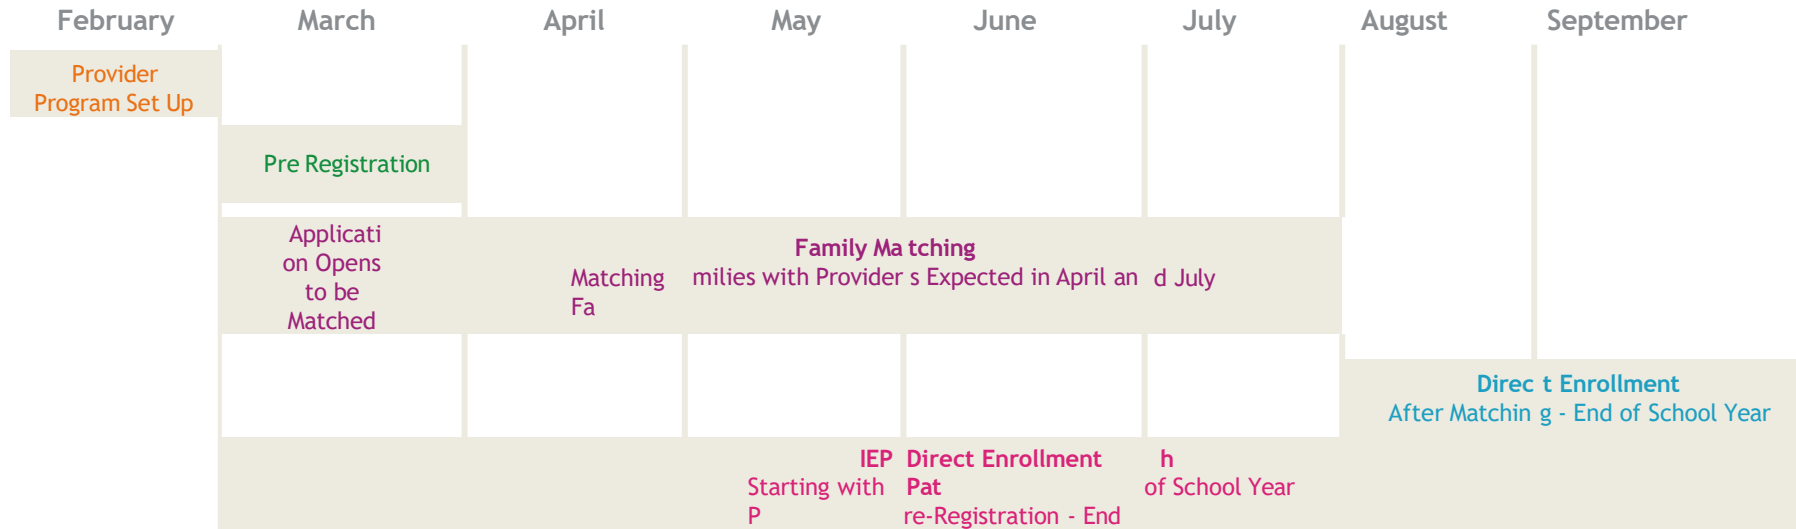 February March April May June July August September
Provider
Program Set Up
Pre Registration
Applicati
on Opens
to be
Matched
Family Ma tching
Matching milies with Provider s Expected in April an d July
Fa
Direc t Enrollment
After Matchin g - End of School Year
IEP Direct Enrollment h
Starting with Pat of School Year
P re-Registration - End